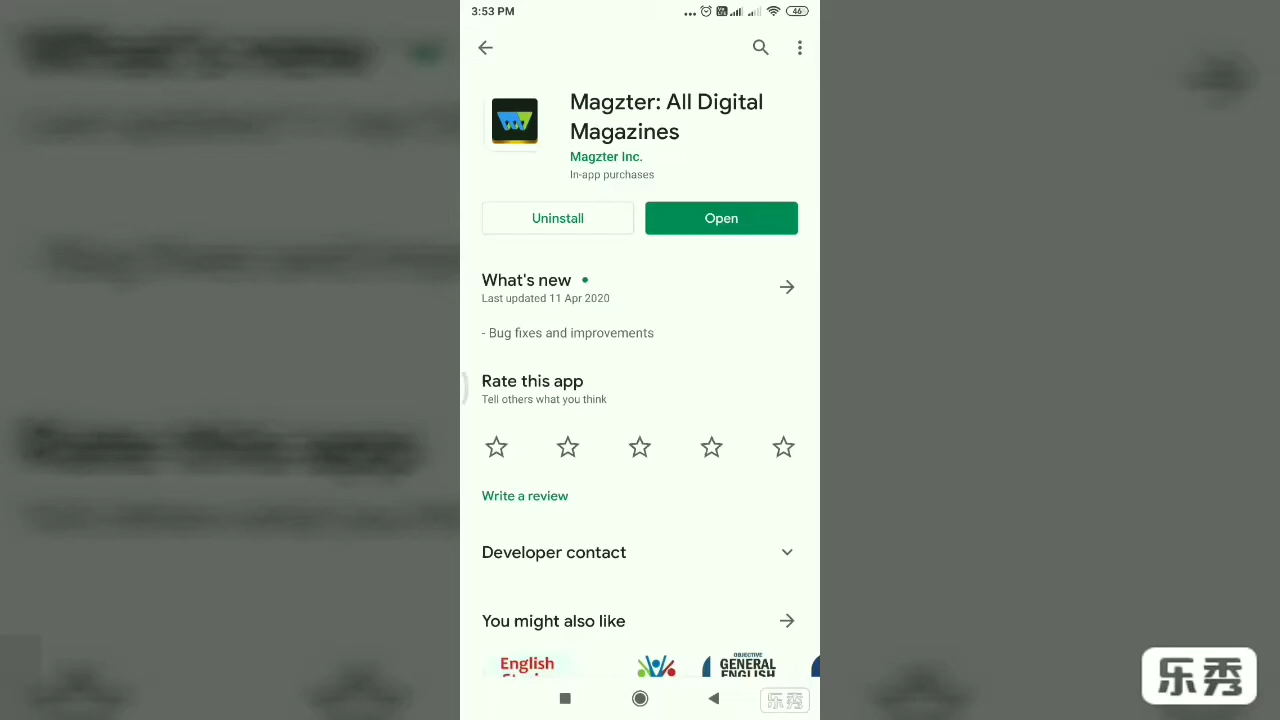 3:53 PM
46
Magzter: All Digital
Magazines
Magzter Inc.
In-app purchases
Uninstall
Open
What's new
Last updated 11 Apr 2020
- Bug fixes and improvements
Rate this app
Tell others what you think
Write a review
Developer contact
You might also like
English
OBJECTIVE
GENERAL
ENGLISH
乐秀
乐秀